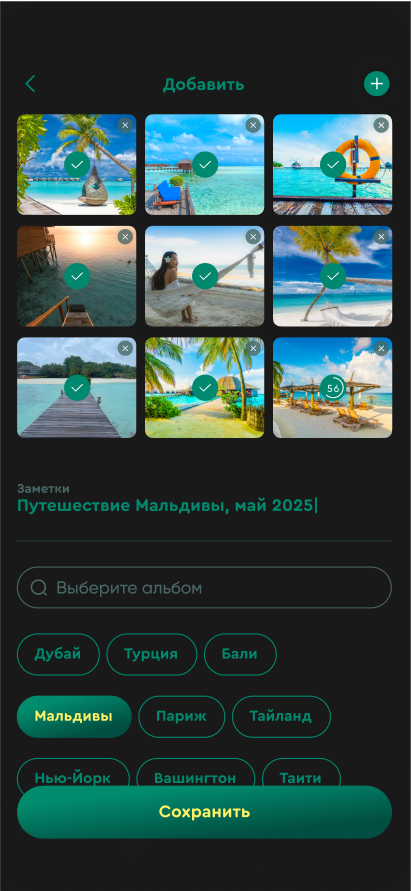 Добавить
56
Заметки
Путешествие Мальдивы, май 2025
Выберите альбом
Дубай Турция Бали
Мальдивы Париж Тайланд
Нью-Йорк Вашингтон Таити
Сохранить